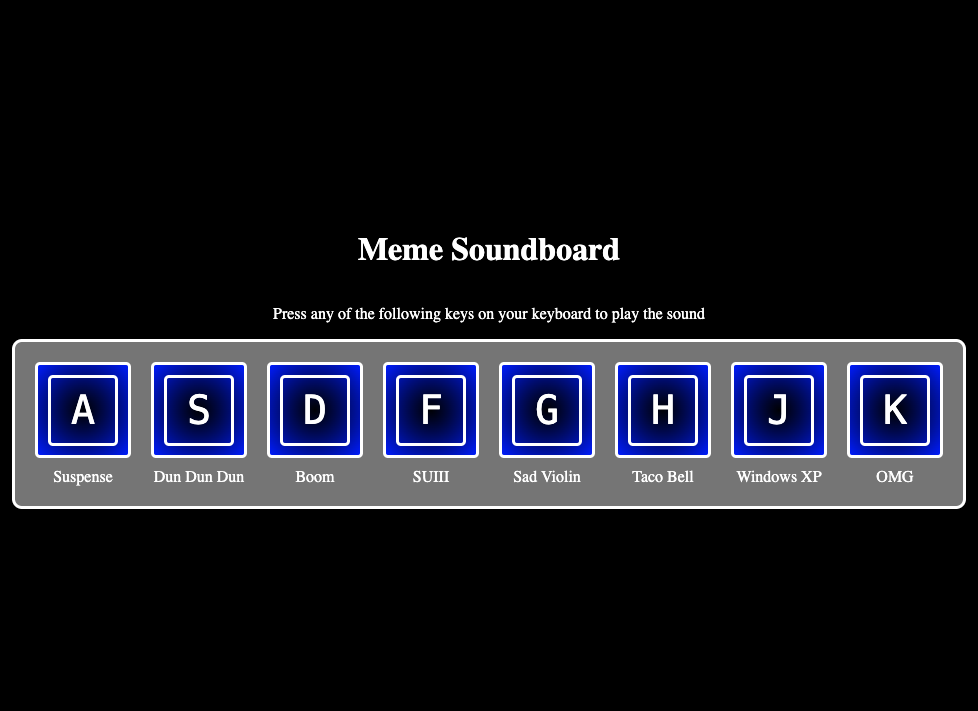 Meme Soundboard
Press any of the following keys on your keyboard to play the sound
A S D F G H J K
Suspense Dun Dun Dun Boom SUIII Sad Violin Taco Bell Windows XP OMG